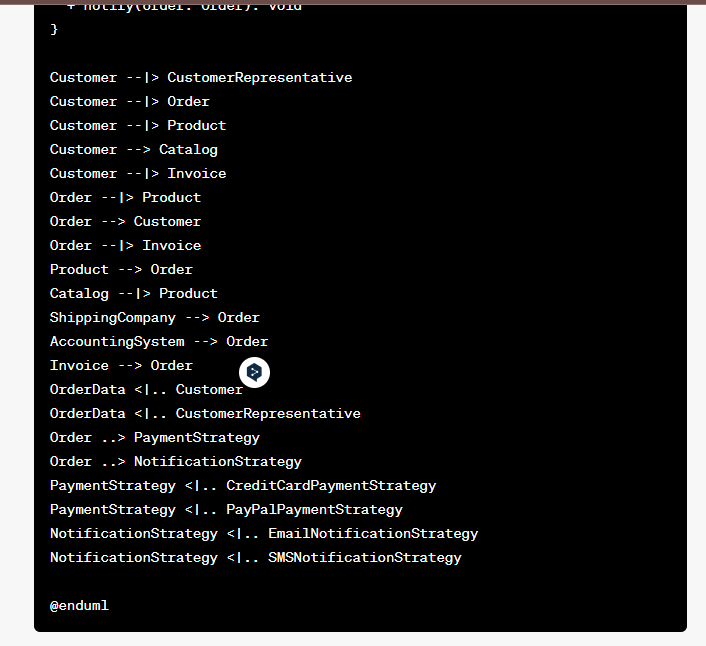 + notify(order: Order): void
}
Customer --|> CustomerRepresentative
Customer --|> Order
Customer --|> Product
Customer --> Catalog
Customer --|> Invoice
Order --|> Product
Order --> Customer
Order --|> Invoice
Product --> Order
Catalog --|> Product
ShippingCompany --> Order
AccountingSystem --> Order
Invoice --> Order
OrderData <|.. Customer
OrderData <|.. CustomerRepresentative
Order ..> PaymentStrategy
Order ..> NotificationStrategy
PaymentStrategy <|.. CreditCardPaymentStrategy
PaymentStrategy <|.. PayPalPaymentStrategy
NotificationStrategy <|.. EmailNotificationStrategy
NotificationStrategy <|.. SMSNotificationStrategy
@enduml